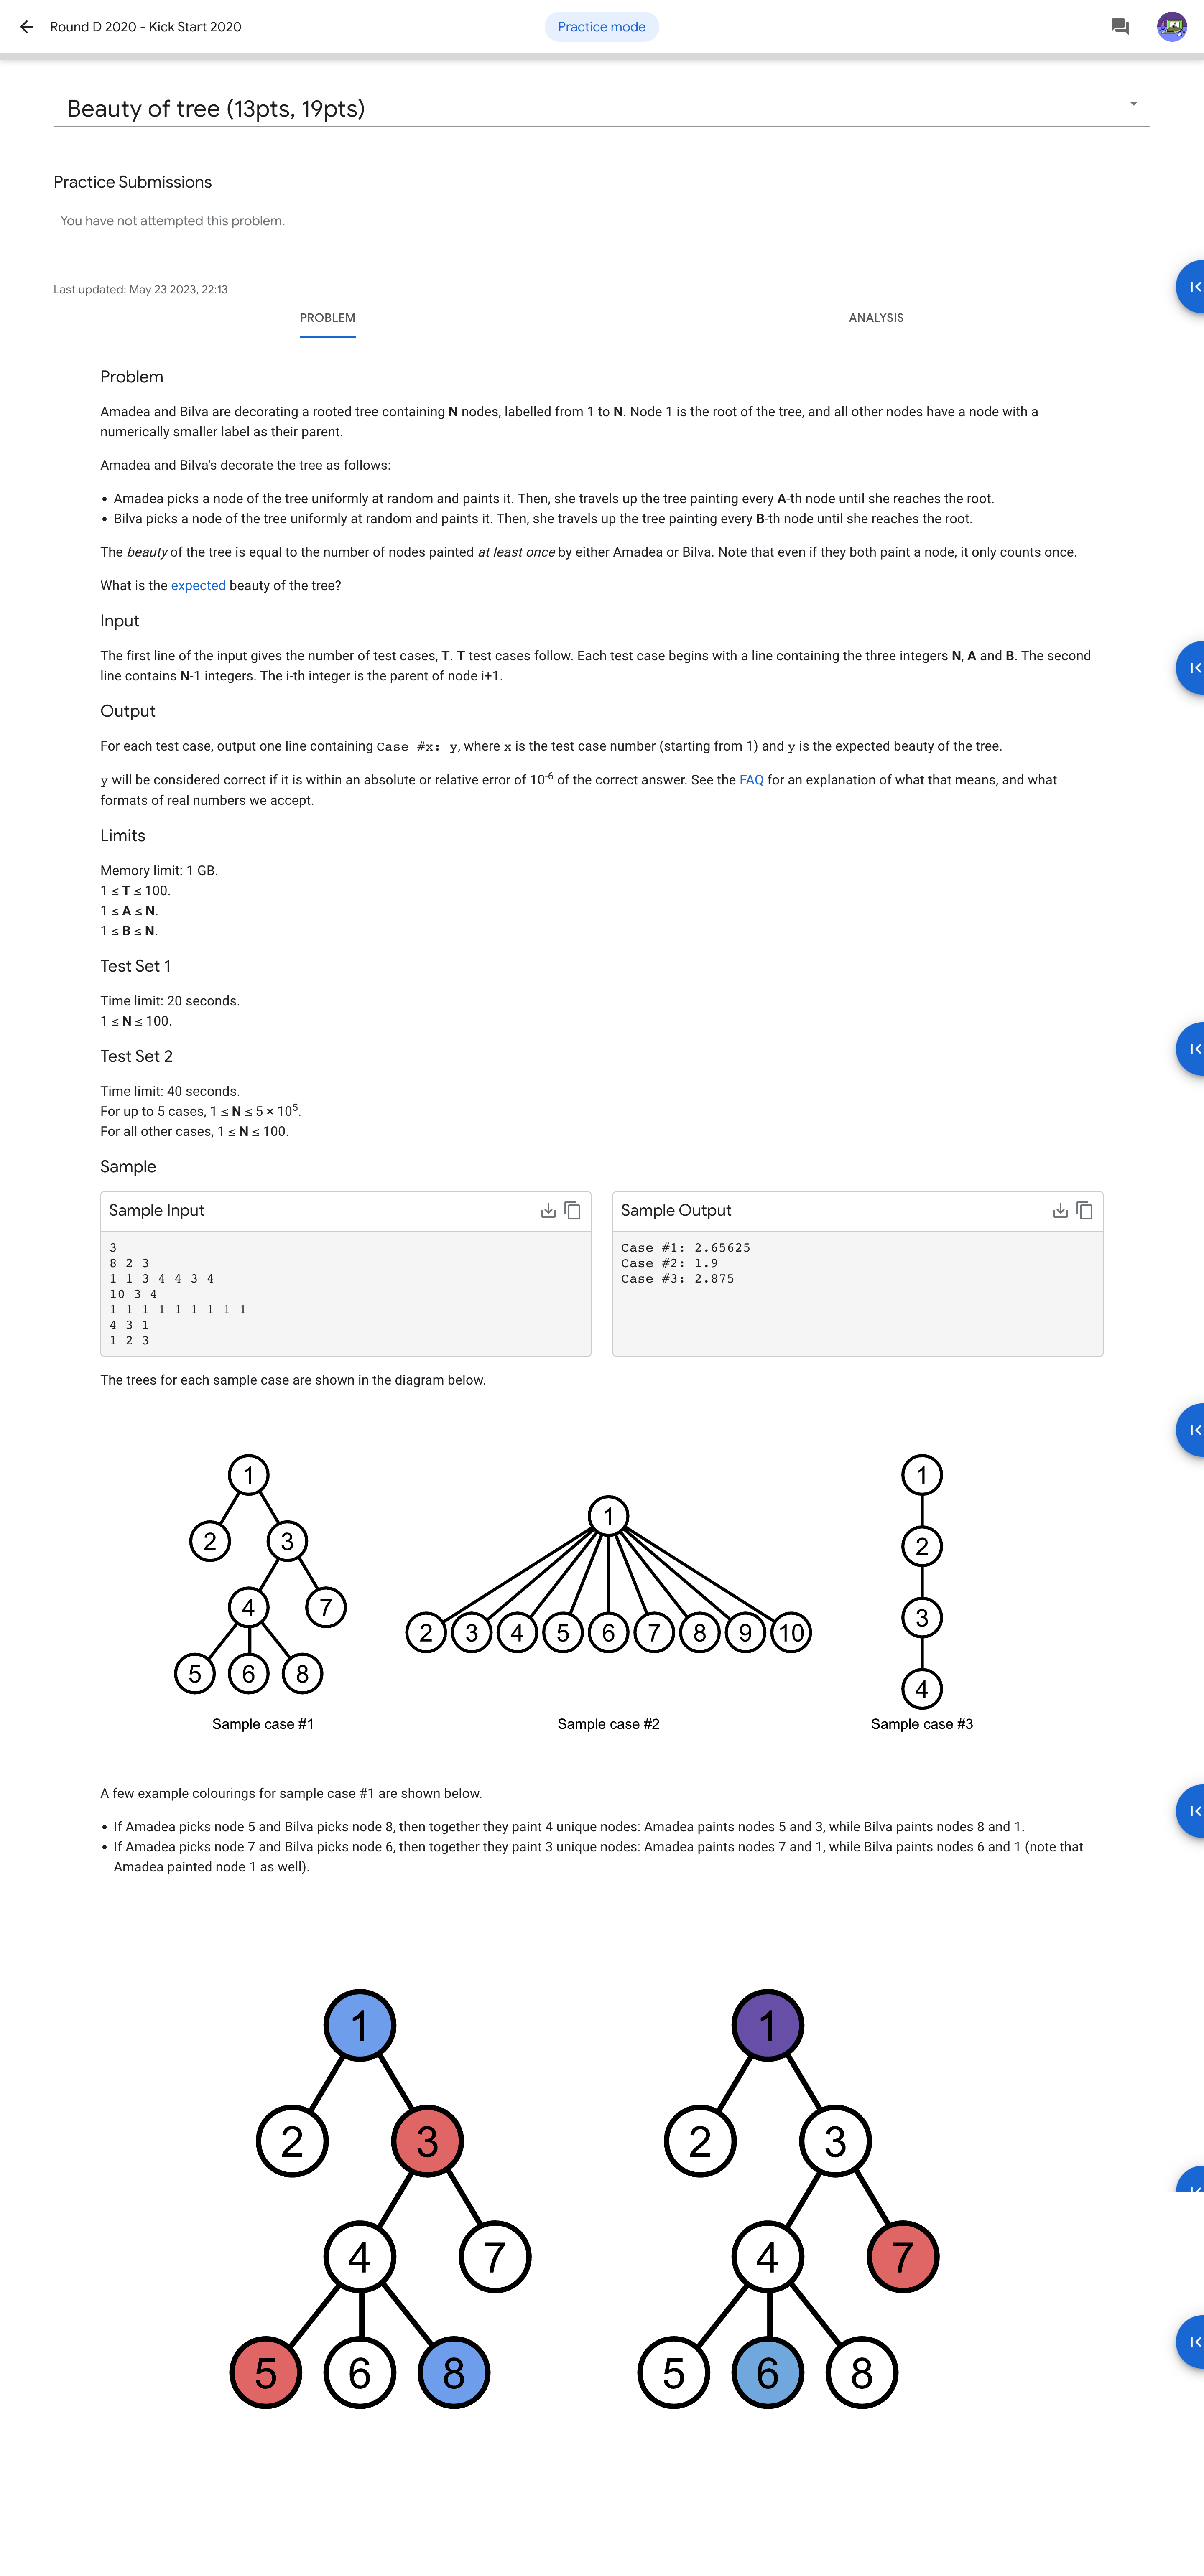 Round D 2020 - Kick Start 2020
Practice mode
Beauty of tree (13pts, 19pts)
Practice Submissions
You have not attempted this problem.
Last updated: May 23 2023, 22:13
PROBLEM
ANALYSIS
Problem
Amadea and Bilva are decorating a rooted tree containing N nodes, labelled from 1 to N. Node 1 is the root of the tree, and all other nodes have a node with a
numerically smaller label as their parent.
Amadea and Bilva's decorate the tree as follows:
• Amadea picks a node of the tree uniformly at random and paints it. Then, she travels up the tree painting every A-th node until she reaches the root.
• Bilva picks a node of the tree uniformly at random and paints it. Then, she travels up the tree painting every B-th node until she reaches the root.
The beauty of the tree is equal to the number of nodes painted at least once by either Amadea or Bilva. Note that even if they both paint a node, it only counts once.
What is the expected beauty of the tree?
Input
The first line of the input gives the number of test cases, T. T test cases follow. Each test case begins with a line containing the three integers N, A and B. The second
line contains N-1 integers. The i-th integer is the parent of node i+1.
Output
For each test case, output one line containing Case #x: y, where x is the test case number (starting from 1) and y is the expected beauty of the tree.
y will be considered correct if it is within an absolute or relative error of 10⁻⁶ of the correct answer. See the FAQ for an explanation of what that means, and what
formats of real numbers we accept.
Limits
Memory limit: 1 GB.
1 ≤ T ≤ 100.
1 ≤ A ≤ N.
1 ≤ B ≤ N.
Test Set 1
Time limit: 20 seconds.
1 ≤ N ≤ 100.
Test Set 2
Time limit: 40 seconds.
For up to 5 cases, 1 ≤ N ≤ 5 × 10⁵.
For all other cases, 1 ≤ N ≤ 100.
Sample
Sample Input
3
8 2 3
1 1 3 4 4 3 4
10 3 4
1 1 1 1 1 1 1 1 1
4 3 1
1 2 3
Sample Output
Case #1: 2.65625
Case #2: 1.9
Case #3: 2.875
The trees for each sample case are shown in the diagram below.
1
2 3
4 7
5 6 8
Sample case #1
1
2 3 4 5 6 7 8 9 10
Sample case #2
1
2
3
4
Sample case #3
A few example colourings for sample case #1 are shown below.
• If Amadea picks node 5 and Bilva picks node 8, then together they paint 4 unique nodes: Amadea paints nodes 5 and 3, while Bilva paints nodes 8 and 1.
• If Amadea picks node 7 and Bilva picks node 6, then together they paint 3 unique nodes: Amadea paints nodes 7 and 1, while Bilva paints nodes 6 and 1 (note that
Amadea painted node 1 as well).
1
2 3
4 7
5 6 8
1
2 3
4 7
5 6 8